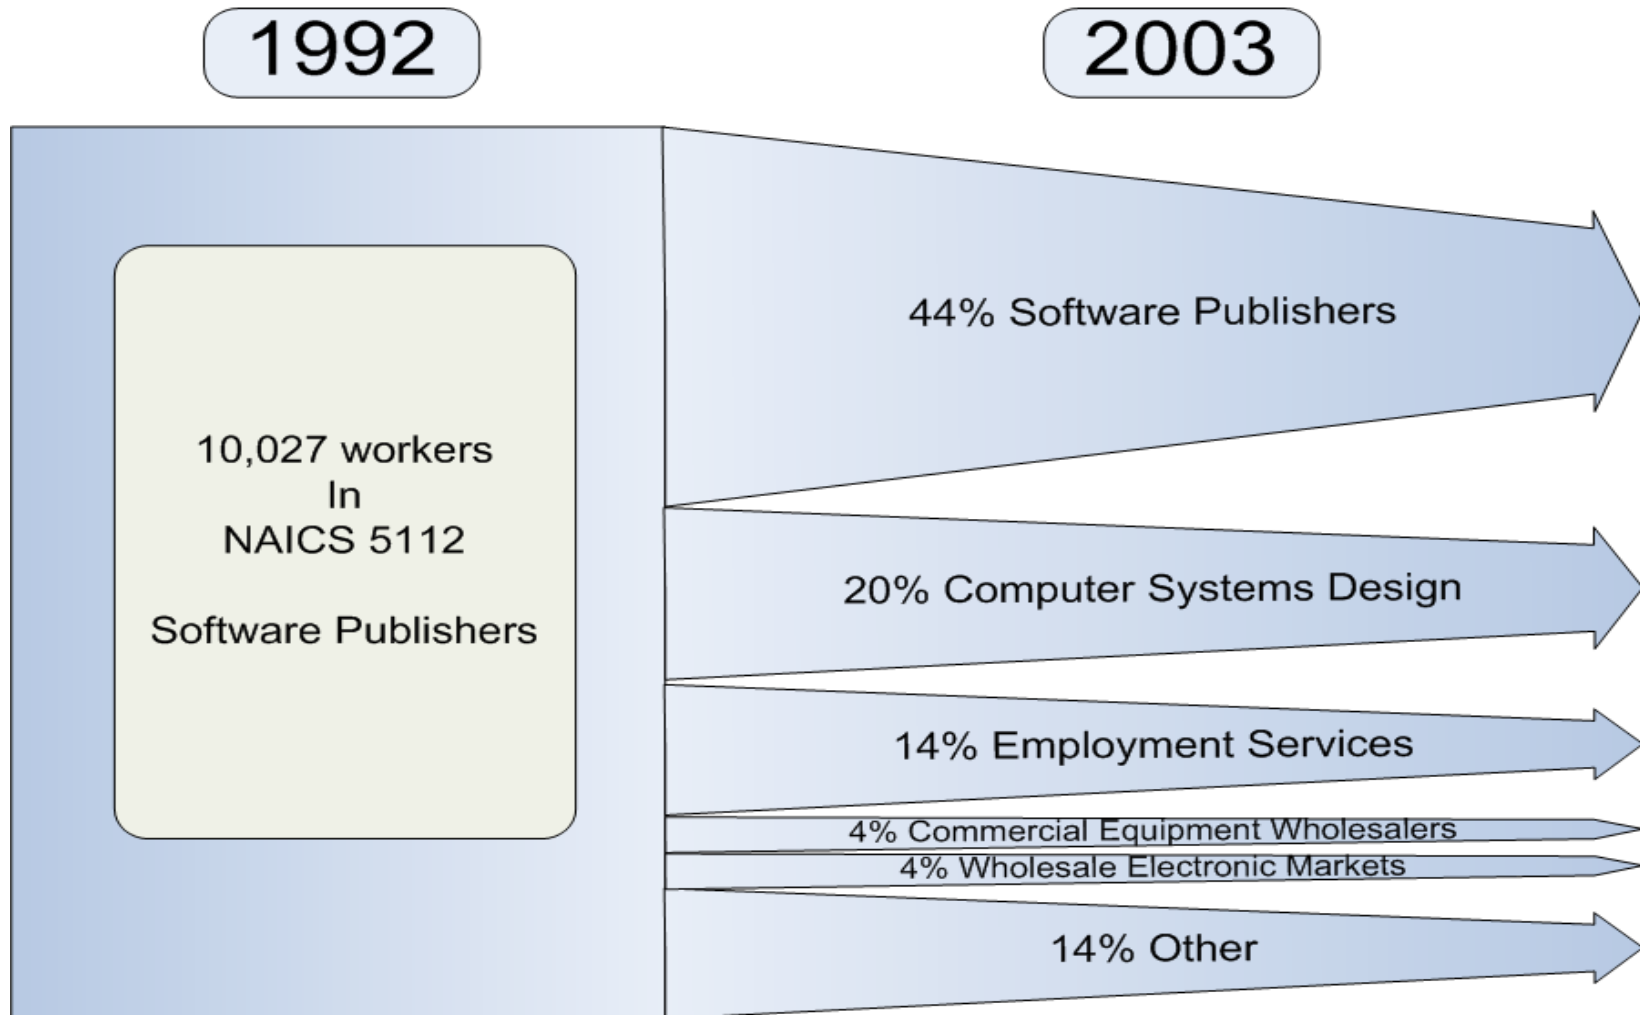 1992
2003
10,027 workers
In
NAICS 5112
Software Publishers
44% Software Publishers
20% Computer Systems Design
14% Employment Services
4% Commercial Equipment Wholesalers
4% Wholesale Electronic Markets
14% Other